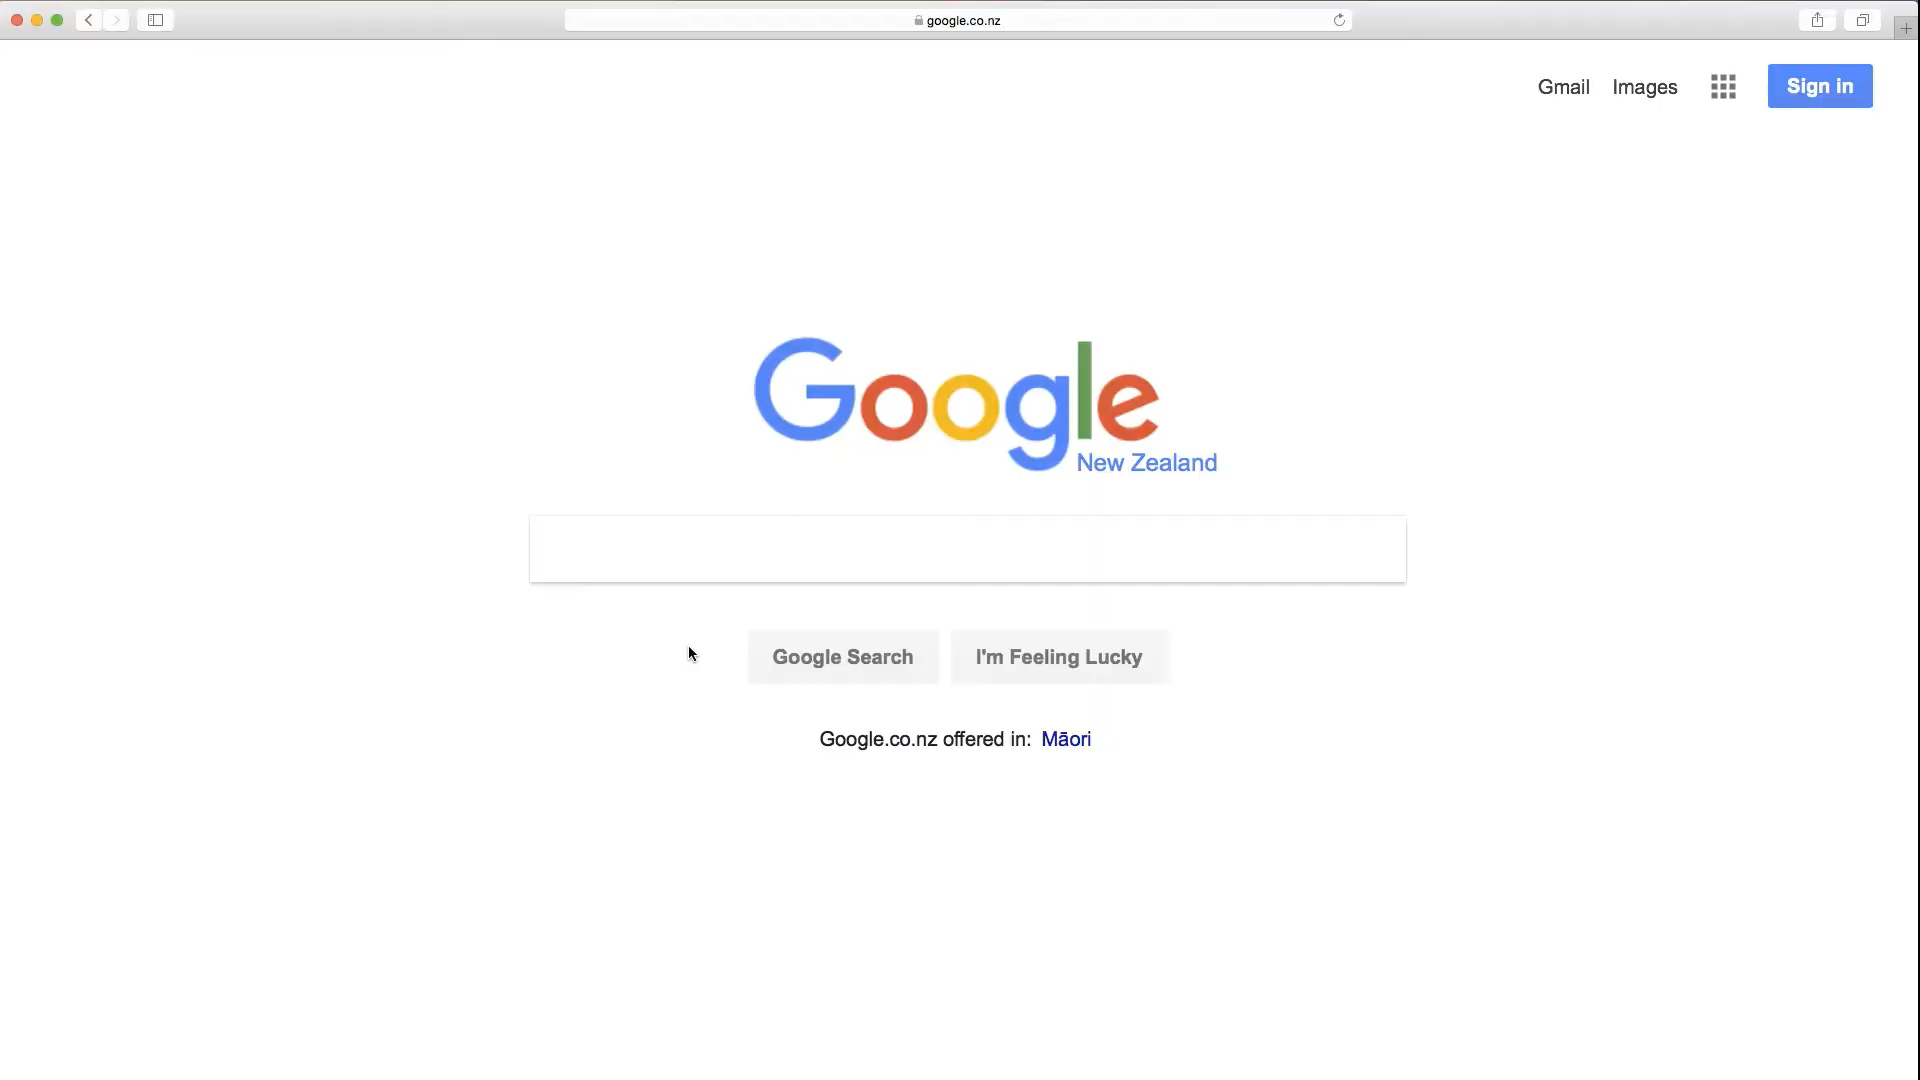 google.co.nz
Gmail Images Sign in
Google
New Zealand
Google Search I'm Feeling Lucky
Google.co.nz offered in: Māori